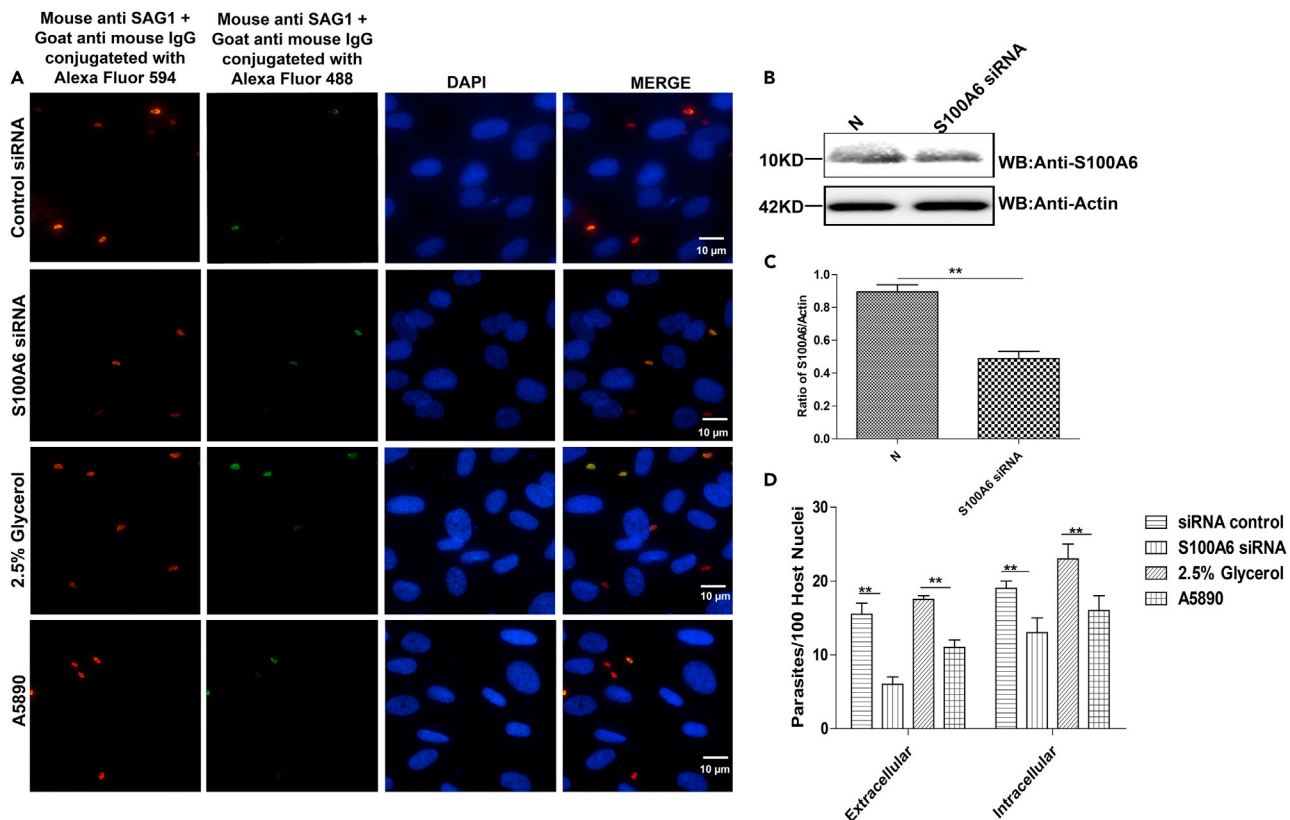 Mouse anti SAG1 +
Goat anti mouse IgG
conjugateted with
Alexa Fluor 594
Mouse anti SAG1 +
Goat anti mouse IgG
conjugateted with
Alexa Fluor 488
A
DAPI
MERGE
Control siRNA
10 µm
S100A6 siRNA
10 µm
2.5% Glycerol
10 µm
A5890
10 µm
B
N
S100A6 siRNA
10KD
WB:Anti-S100A6
42KD
WB:Anti-Actin
C
Ratio of S100A6/Actin
1.0
0.8
0.6
0.4
0.2
0.0
**
N
S100A6 siRNA
D
Parasites/100 Host Nuclei
30
20
10
0
**
**
**
**
Extracellular
Intracellular
siRNA control
S100A6 siRNA
2.5% Glycerol
A5890